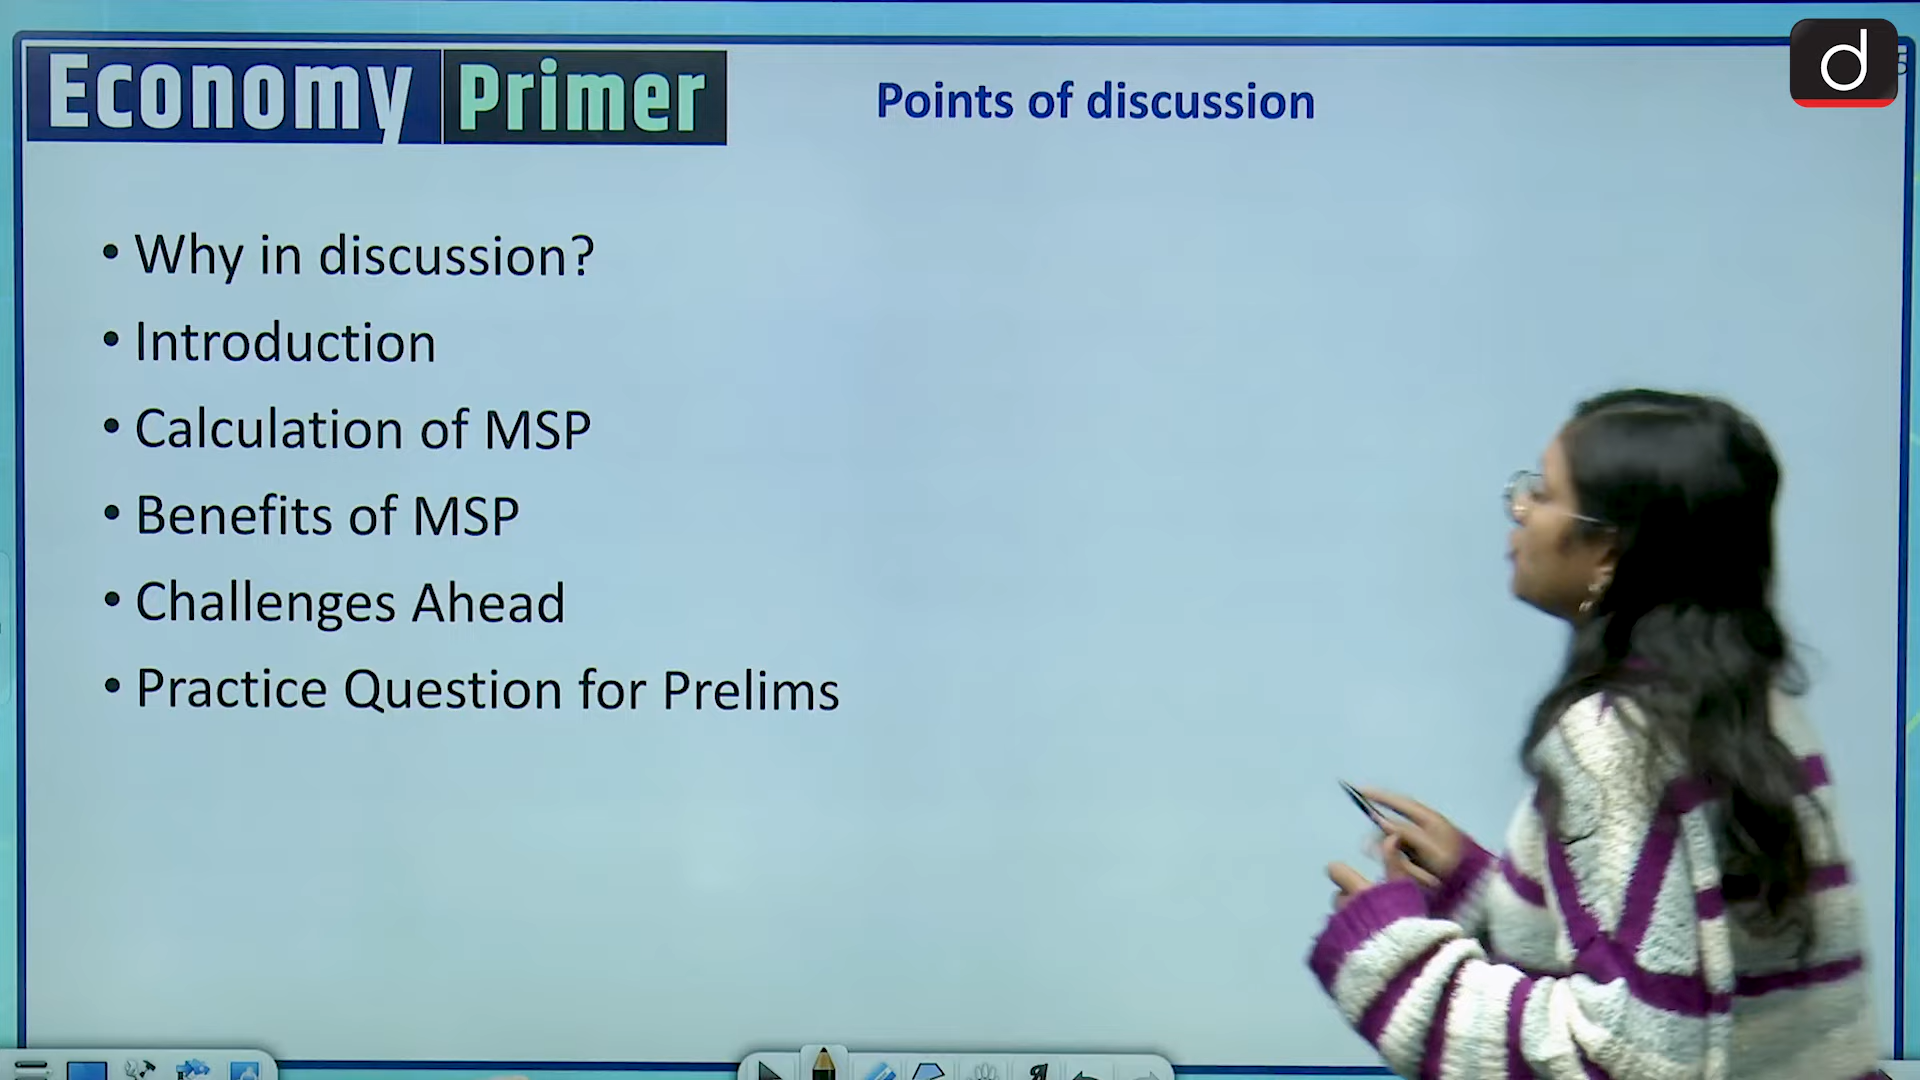 Economy Primer
Points of discussion
d
• Why in discussion?
• Introduction
• Calculation of MSP
• Benefits of MSP
• Challenges Ahead
• Practice Question for Prelims